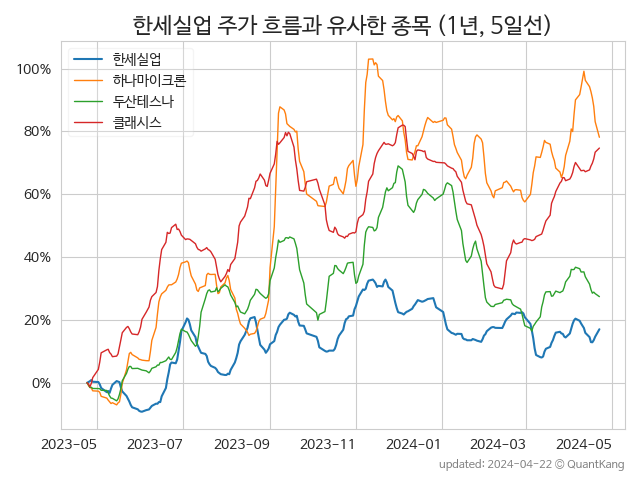 한세실업 주가 흐름과 유사한 종목 (1년, 5일선)
한세실업
하나마이크론
두산테스나
클래시스
100%
80%
60%
40%
20%
0%
2023-05 2023-07 2023-09 2023-11 2024-01 2024-03 2024-05
updated: 2024-04-22 © QuantKang